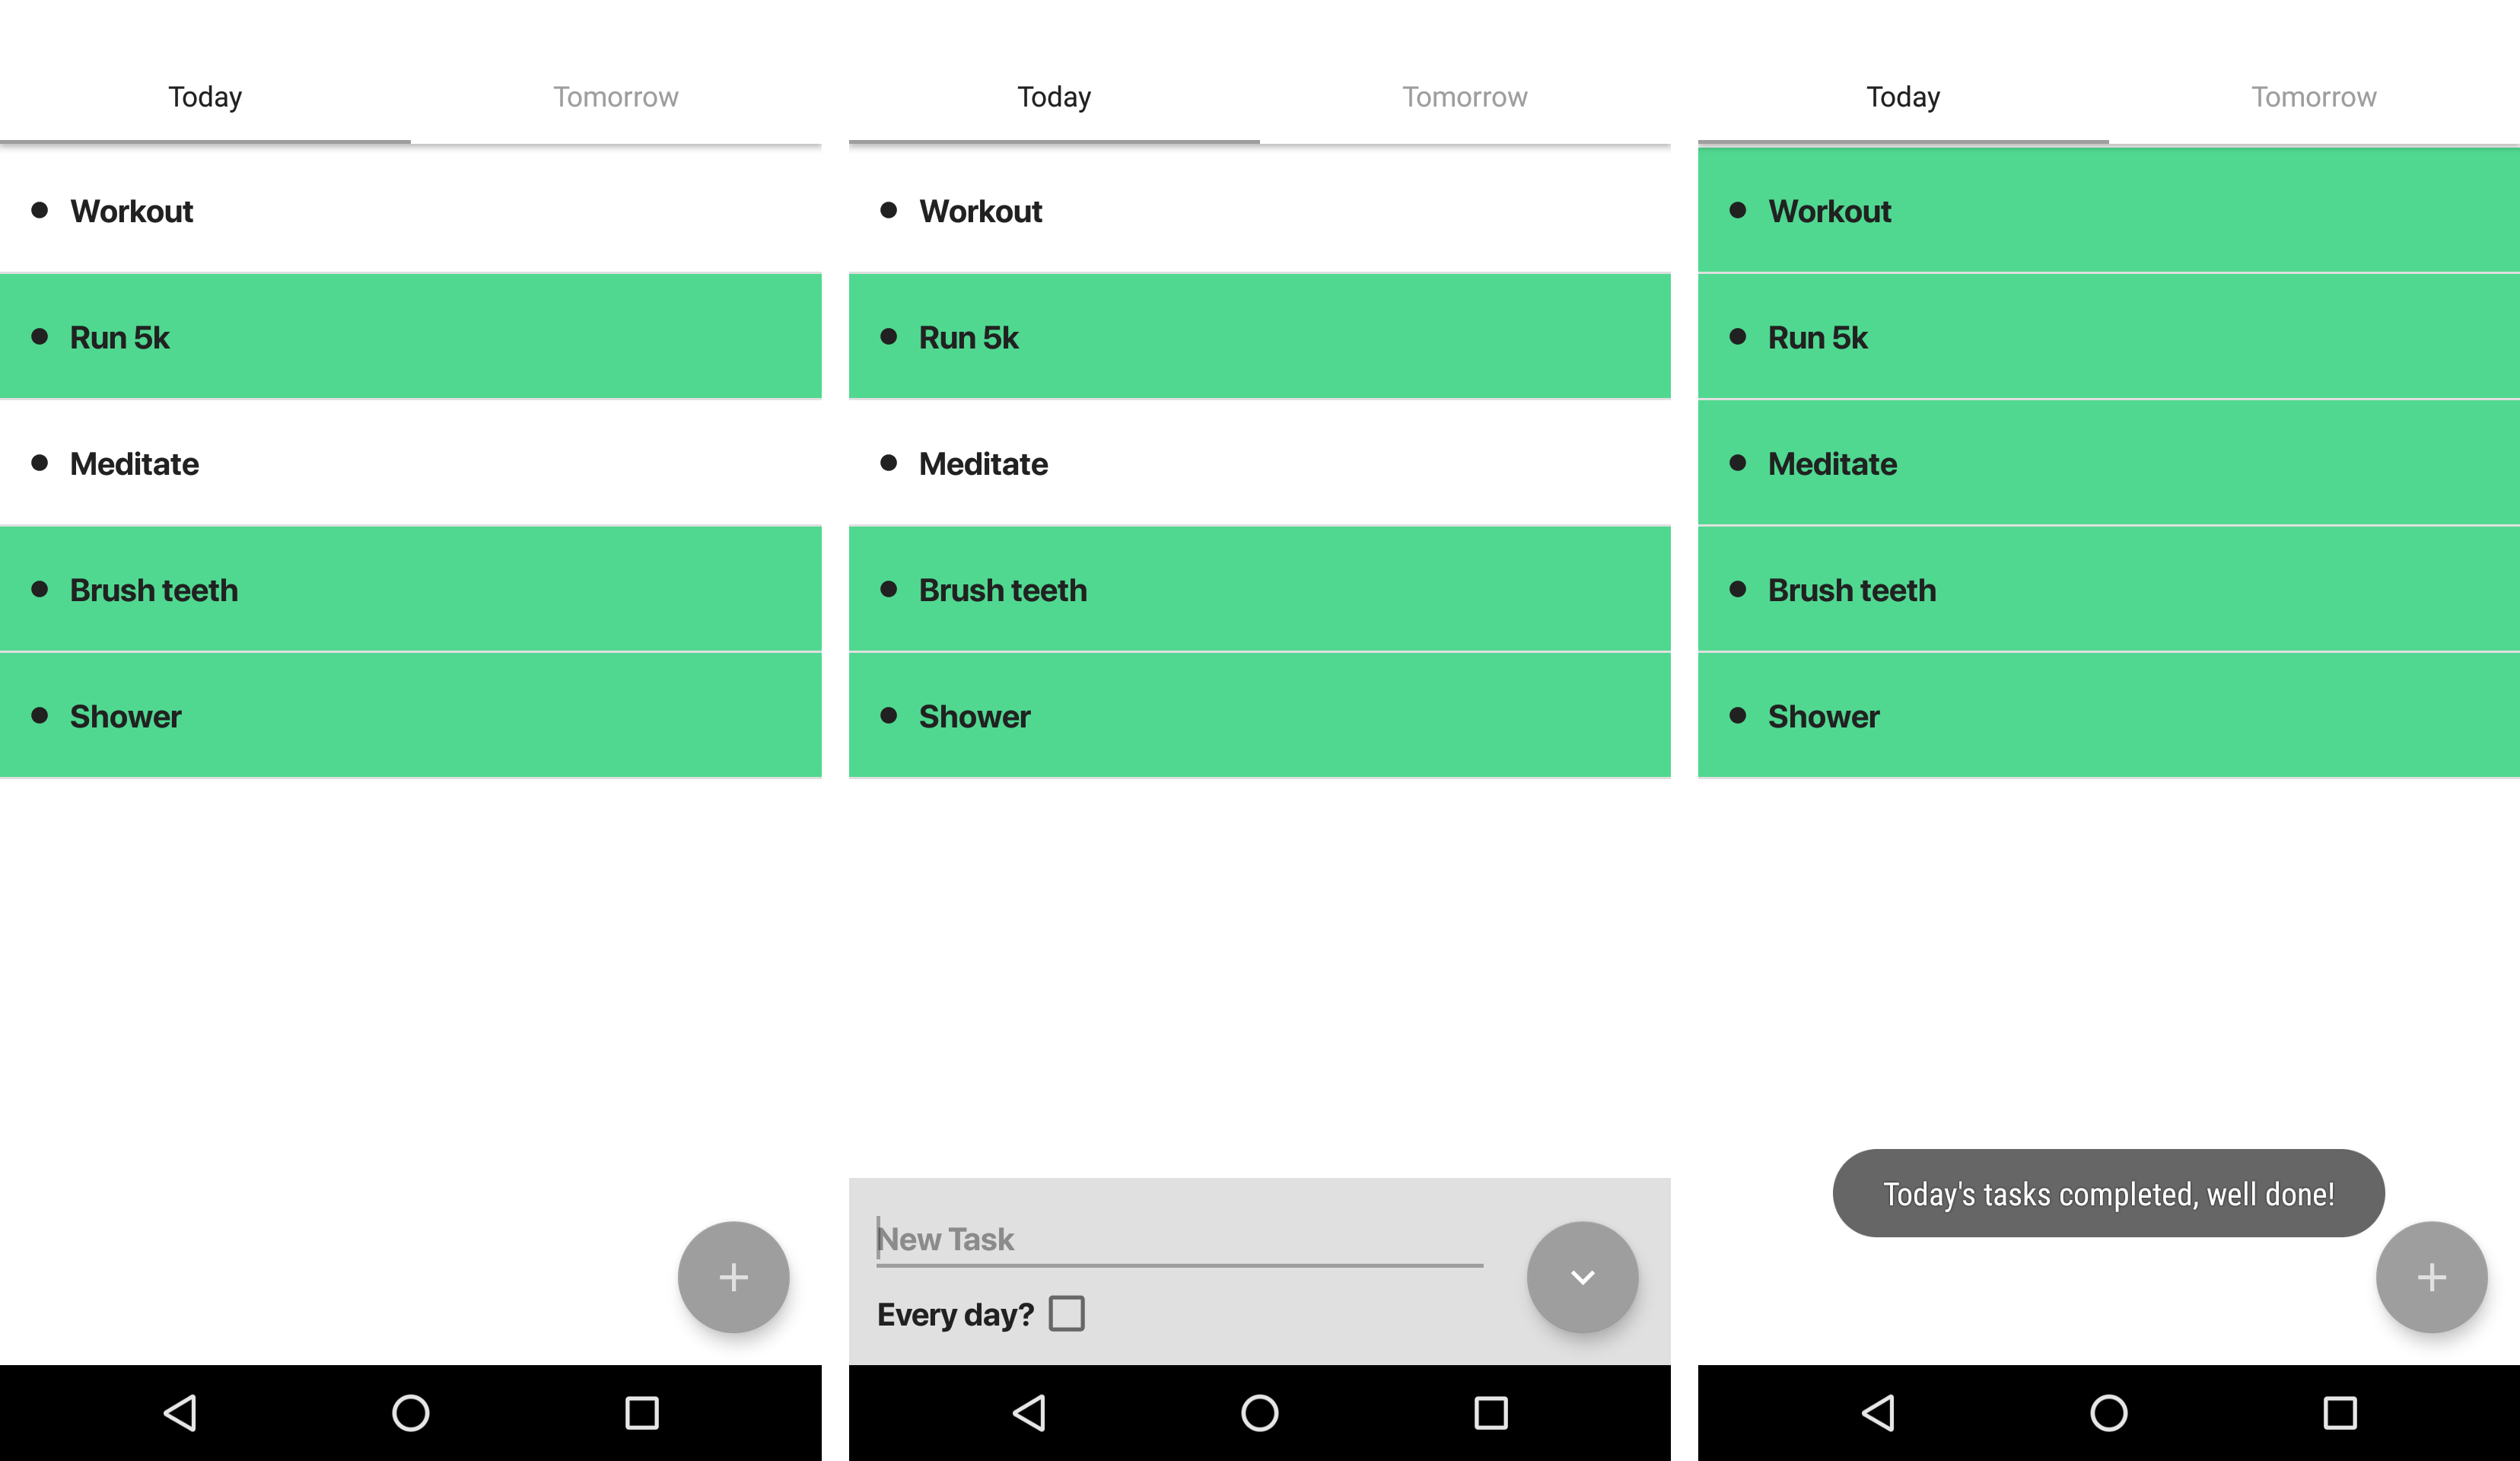 Today Tomorrow
Workout
Run 5k
Meditate
Brush teeth
Shower
Today Tomorrow
Workout
Run 5k
Meditate
Brush teeth
Shower
New Task
Every day?
Today Tomorrow
Workout
Run 5k
Meditate
Brush teeth
Shower
Today's tasks completed, well done!